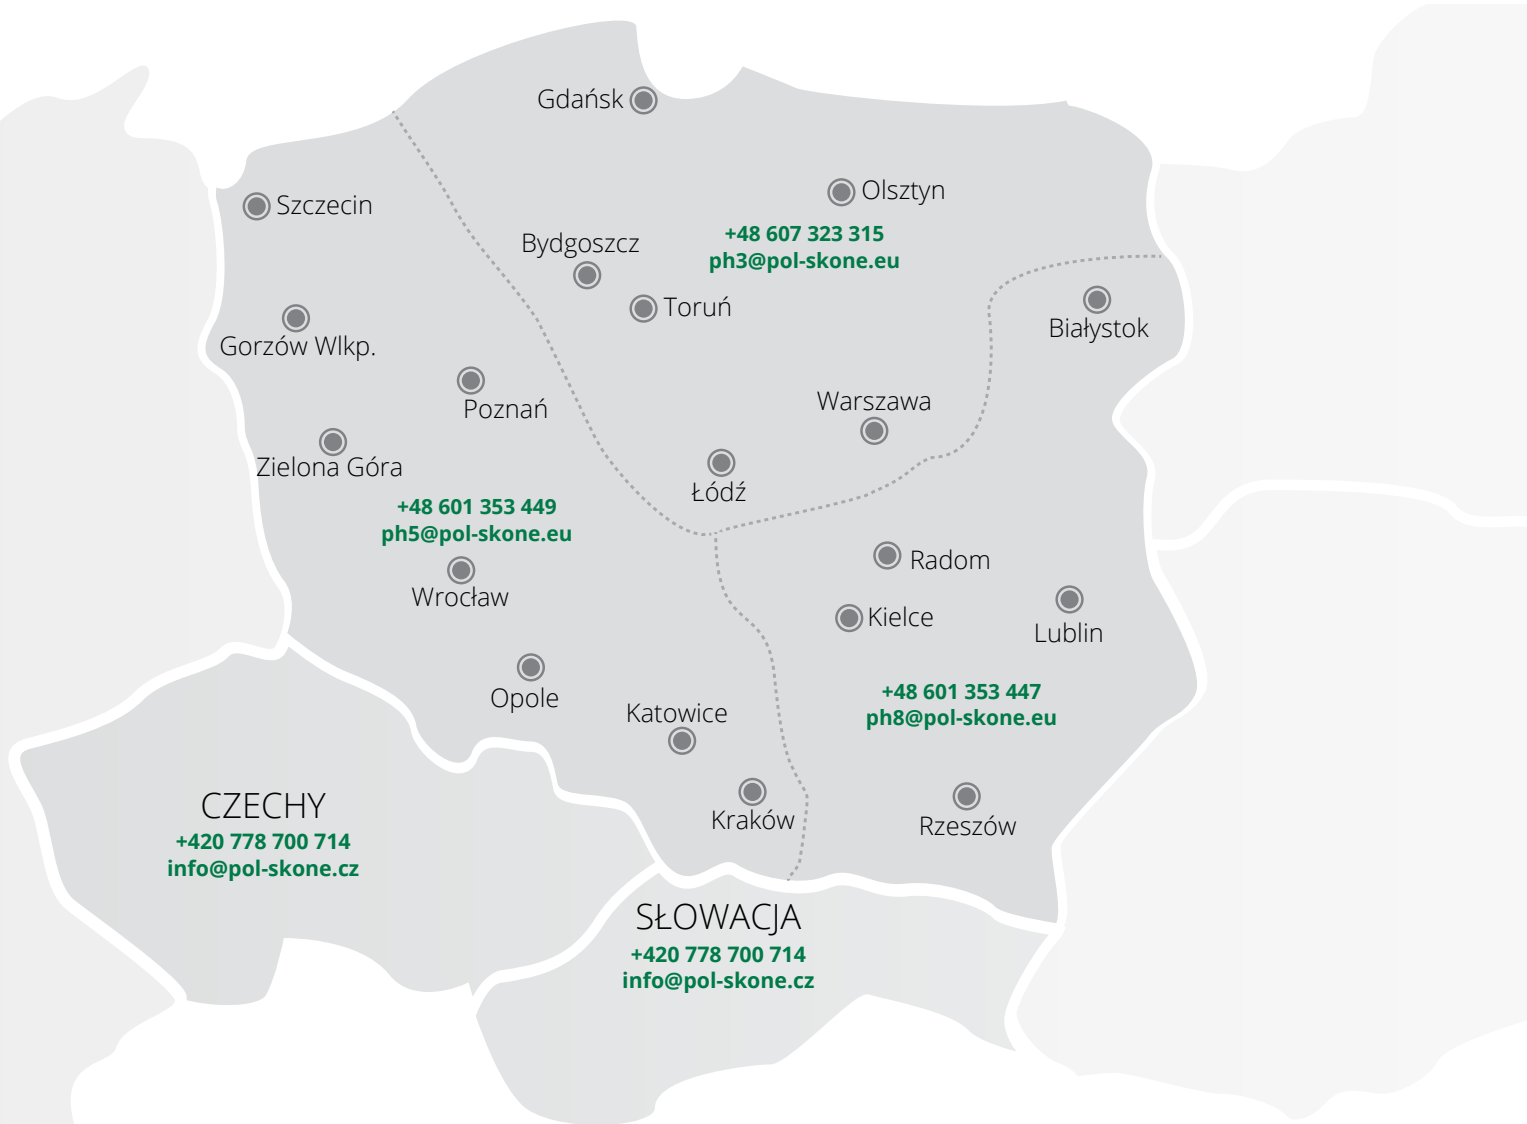 Gdańsk
Olsztyn
Szczecin
+48 607 323 315
ph3@pol-skone.eu
Bydgoszcz
Toruń
Białystok
Gorzów Wlkp.
Poznań
Warszawa
Zielona Góra
Łódź
+48 601 353 449
ph5@pol-skone.eu
Radom
Wrocław
Kielce
Lublin
Opole
+48 601 353 447
ph8@pol-skone.eu
Katowice
Kraków
Rzeszów
CZECHY
+420 778 700 714
info@pol-skone.cz
SŁOWACJA
+420 778 700 714
info@pol-skone.cz